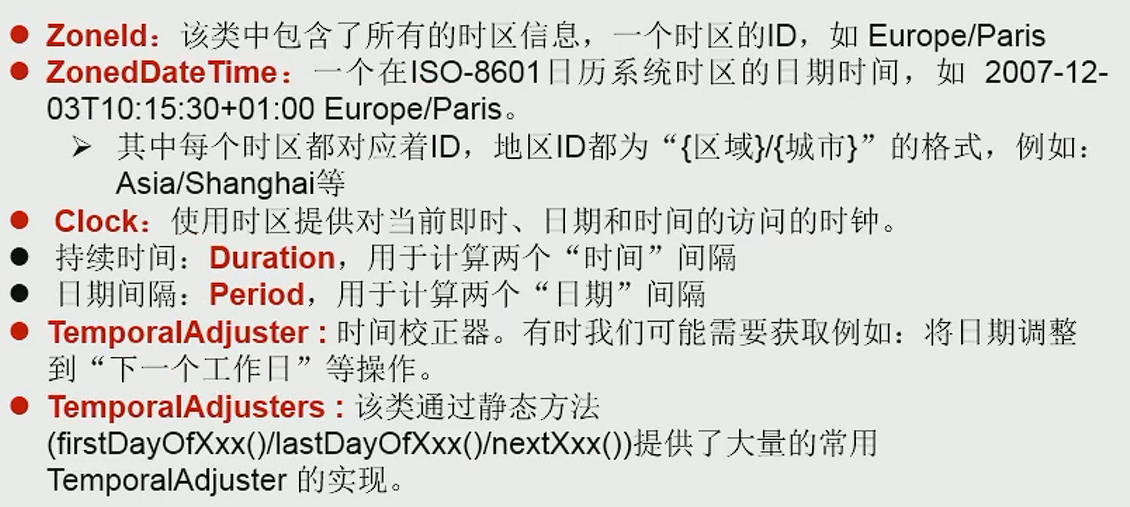 ● ZoneId：该类中包含了所有的时区信息，一个时区的ID，如 Europe/Paris
● ZonedDateTime：一个在ISO-8601日历系统时区的日期时间，如 2007-12-
03T10:15:30+01:00 Europe/Paris。
➢ 其中每个时区都对应着ID，地区ID都为“{区域}/{城市}”的格式，例如：
Asia/Shanghai等
● Clock：使用时区提供对当前即时、日期和时间的访问的时钟。
● 持续时间：Duration，用于计算两个“时间”间隔
● 日期间隔：Period，用于计算两个“日期”间隔
● TemporalAdjuster : 时间校正器。有时我们可能需要获取例如：将日期调整
到“下一个工作日”等操作。
● TemporalAdjusters : 该类通过静态方法
(firstDayOfXxx()/lastDayOfXxx()/nextXxx())提供了大量的常用
TemporalAdjuster 的实现。